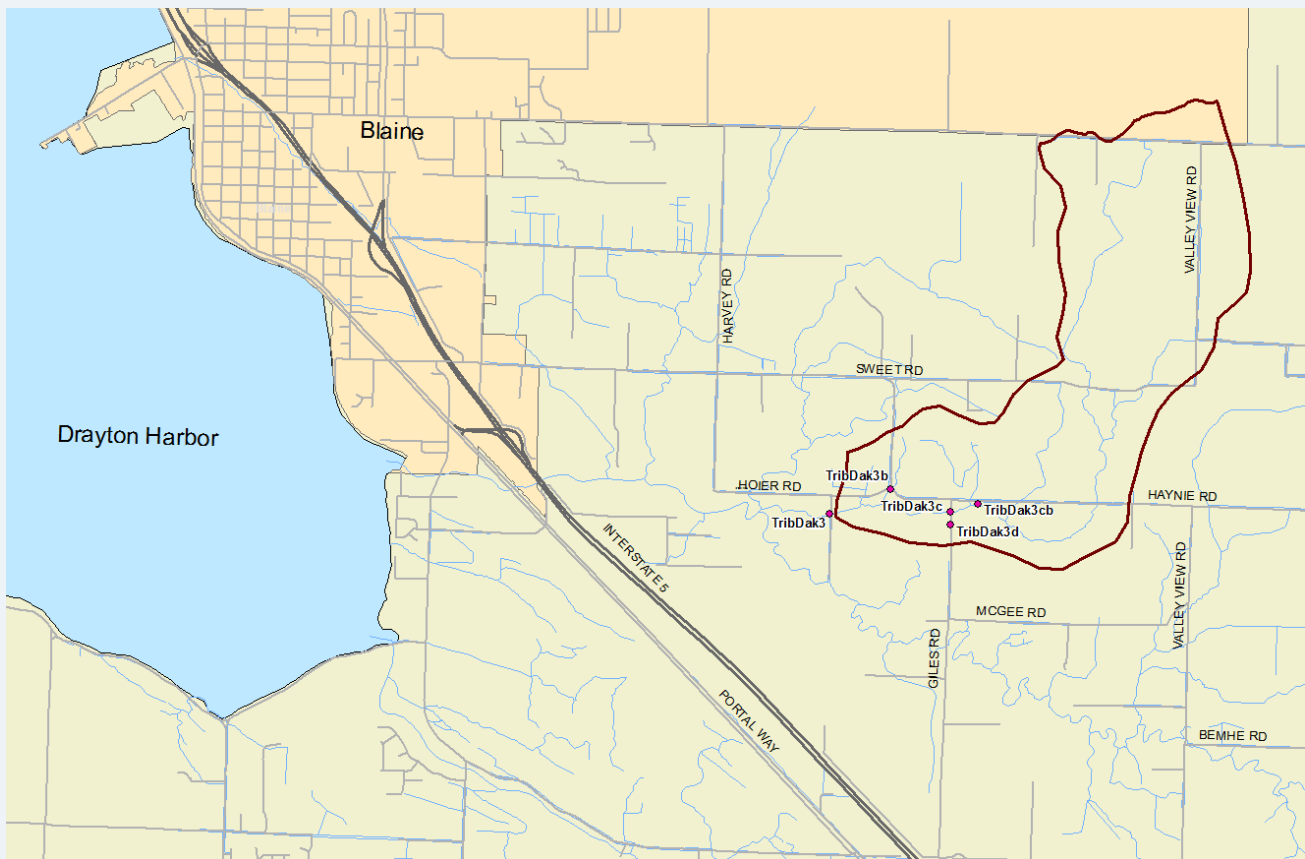 Blaine
VALLEY VIEW RD
HARVEY RD
SWEET RD
Drayton Harbor
TribDak3b
HOIER RD
HAYNIE RD
TribDak3c
TribDak3cb
TribDak3
TribDak3d
INTERSTATE 5
MCGEE RD
VALLEY VIEW RD
GILES RD
PORTAL WAY
BEMHE RD